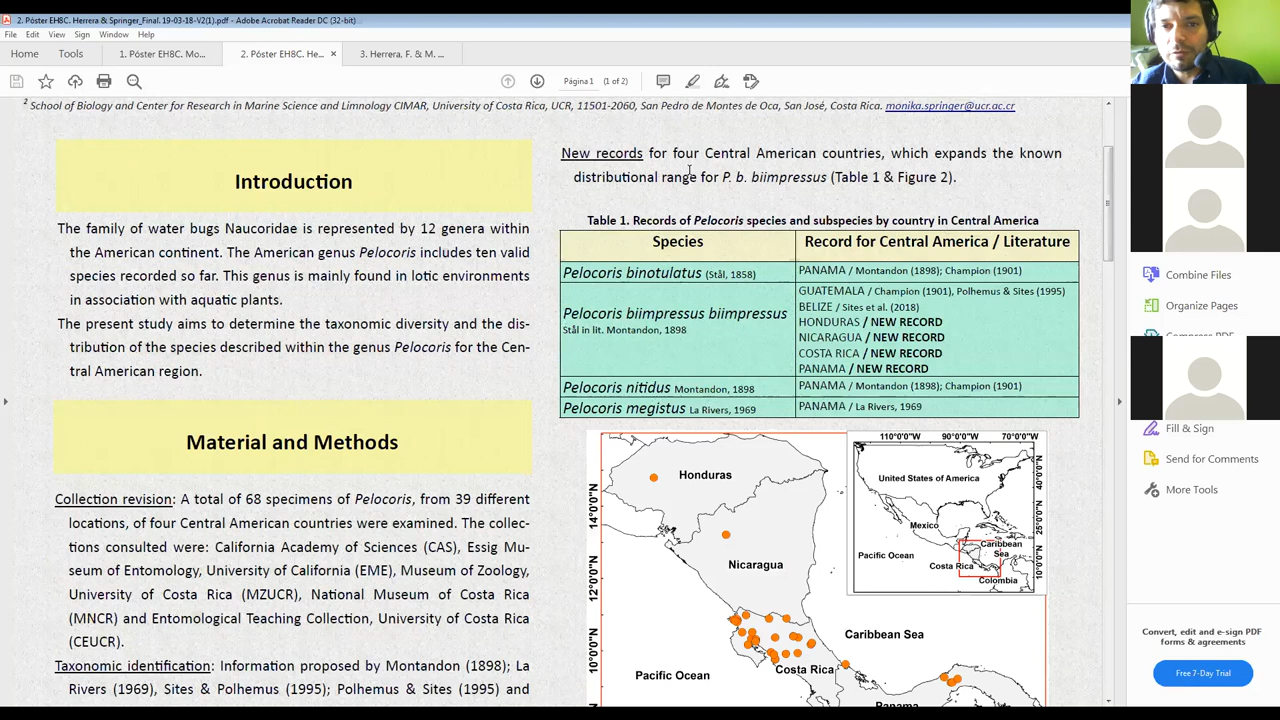 2. Póster EH8C. Herrera & Springer_Final. 19-03-18-V2(1).pdf - Adobe Acrobat Reader DC (32-bit)
File Edit View Sign Window Help
Home Tools 1. Póster EH8C. Mo... 2. Póster EH8C. He... × 3. Herrera, F. & M. ...
Página 1 (1 of 2)
2 School of Biology and Center for Research in Marine Science and Limnology CIMAR, University of Costa Rica, UCR, 11501-2060, San Pedro de Montes de Oca, San José, Costa Rica. monika.springer@ucr.ac.cr
Introduction
The family of water bugs Naucoridae is represented by 12 genera within
the American continent. The American genus Pelocoris includes ten valid
species recorded so far. This genus is mainly found in lotic environments
in association with aquatic plants.
The present study aims to determine the taxonomic diversity and the dis-
tribution of the species described within the genus Pelocoris for the Cen-
tral American region.
Material and Methods
Collection revision: A total of 68 specimens of Pelocoris, from 39 different
locations, of four Central American countries were examined. The collec-
tions consulted were: California Academy of Sciences (CAS), Essig Mu-
seum of Entomology, University of California (EME), Museum of Zoology,
University of Costa Rica (MZUCR), National Museum of Costa Rica
(MNCR) and Entomological Teaching Collection, University of Costa Rica
(CEUCR).
Taxonomic identification: Information proposed by Montandon (1898); La
Rivers (1969), Sites & Polhemus (1995); Polhemus & Sites (1995) and
New records for four Central American countries, which expands the known
distributional range for P. b. biimpressus (Table 1 & Figure 2).
Table 1. Records of Pelocoris species and subspecies by country in Central America
Species Record for Central America / Literature
Pelocoris binotulatus (Stål, 1858) PANAMA / Montandon (1898); Champion (1901)
Pelocoris biimpressus biimpressus
Stål in lit. Montandon, 1898
GUATEMALA / Champion (1901), Polhemus & Sites (1995)
BELIZE / Sites et al. (2018)
HONDURAS / NEW RECORD
NICARAGUA / NEW RECORD
COSTA RICA / NEW RECORD
PANAMA / NEW RECORD
Pelocoris nitidus Montandon, 1898 PANAMA / Montandon (1898); Champion (1901)
Pelocoris megistus La Rivers, 1969 PANAMA / La Rivers, 1969
Honduras
Nicaragua
Costa Rica
Panama
Caribbean Sea
Pacific Ocean
14°0'0"N
12°0'0"N
10°0'0"N
110°0'0"W 90°0'0"W 70°0'0"W
United States of America
Mexico
Pacific Ocean
Caribbean
Sea
Costa Rica
Colombia
40°0'0"N
25°0'0"N
10°0'0"N
Combine Files
Organize Pages
Compress PDF
Fill & Sign
Send for Comments
More Tools
Convert, edit and e-sign PDF
forms & agreements
Free 7-Day Trial